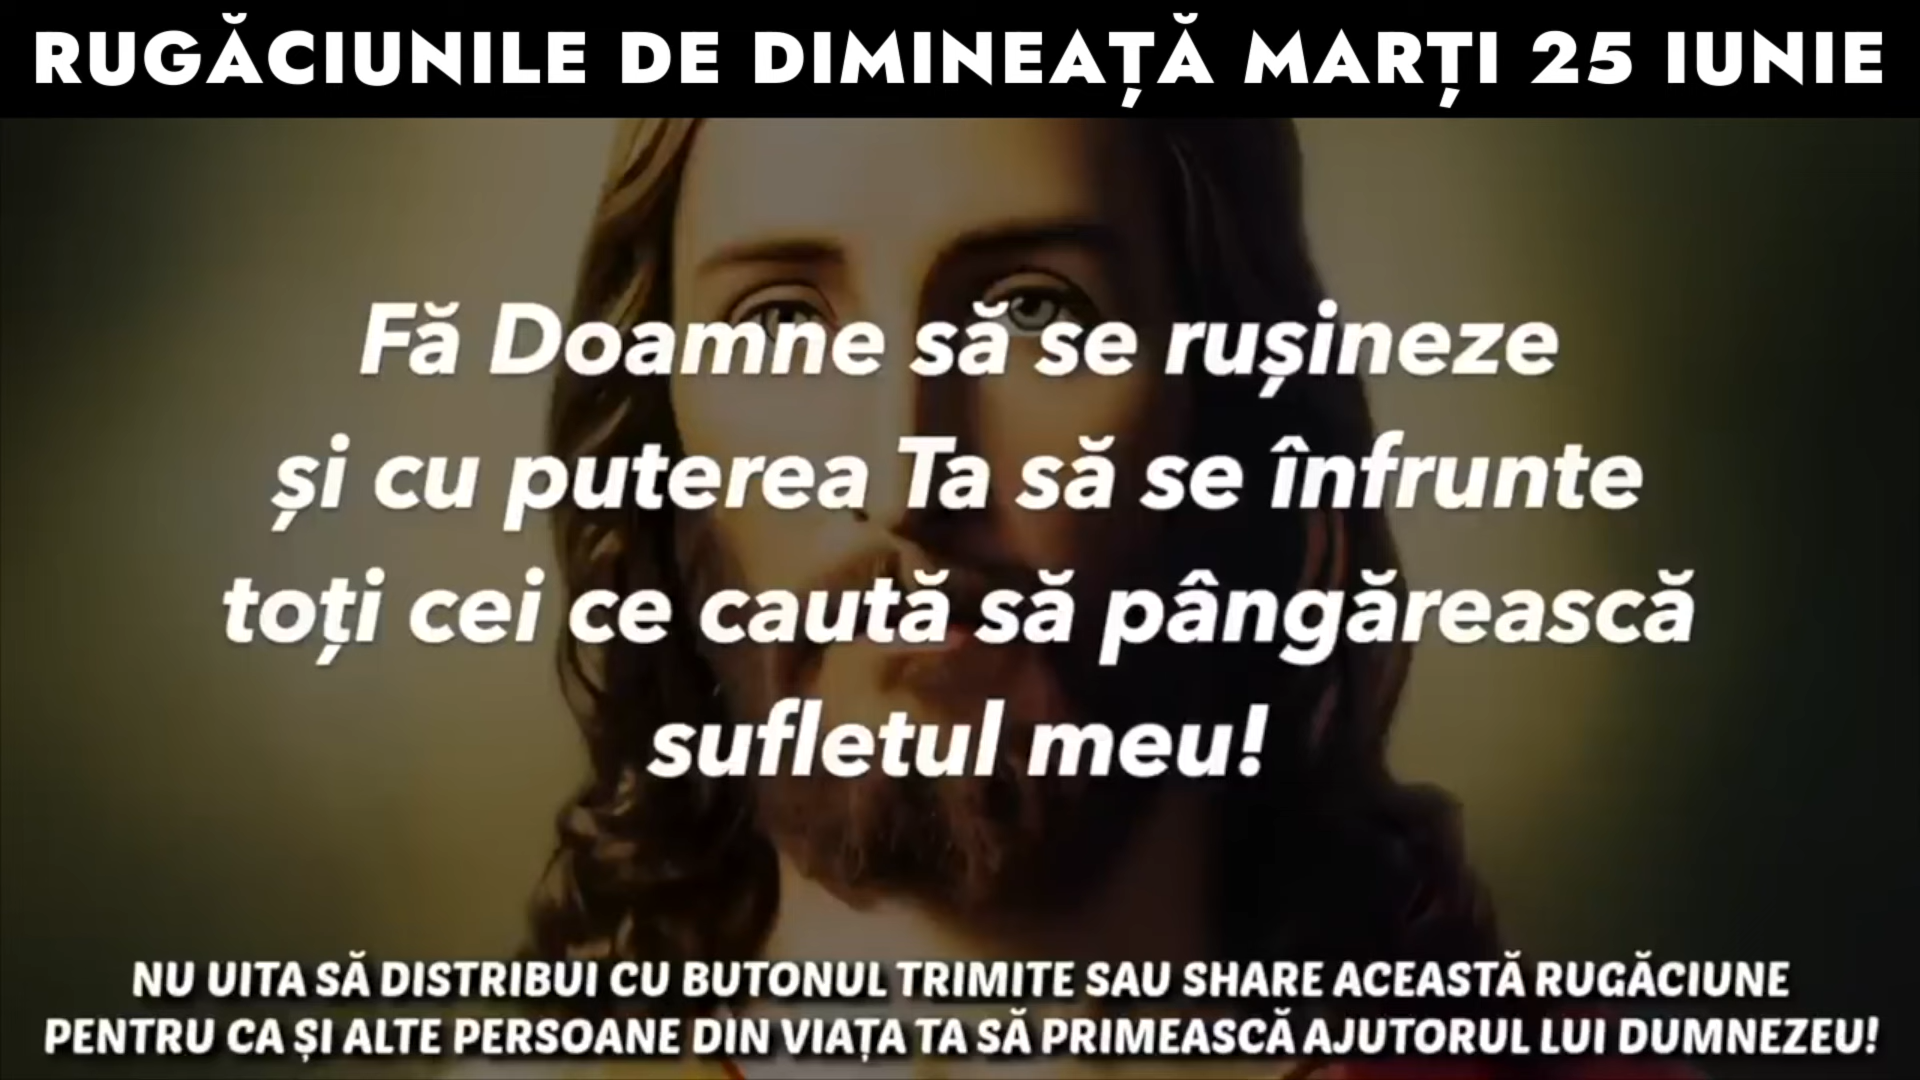 RUGĂCIUNILE DE DIMINEAȚĂ MARȚI 25 IUNIE
Fă Doamne să se rușineze
și cu puterea Ta să se înfrunte
toți cei ce caută să pângărească
sufletul meu!
NU UITA SĂ DISTRIBUI CU BUTONUL TRIMITE SAU SHARE ACEASTĂ RUGĂCIUNE
PENTRU CA ȘI ALTE PERSOANE DIN VIAȚA TA SĂ PRIMEASCĂ AJUTORUL LUI DUMNEZEU!